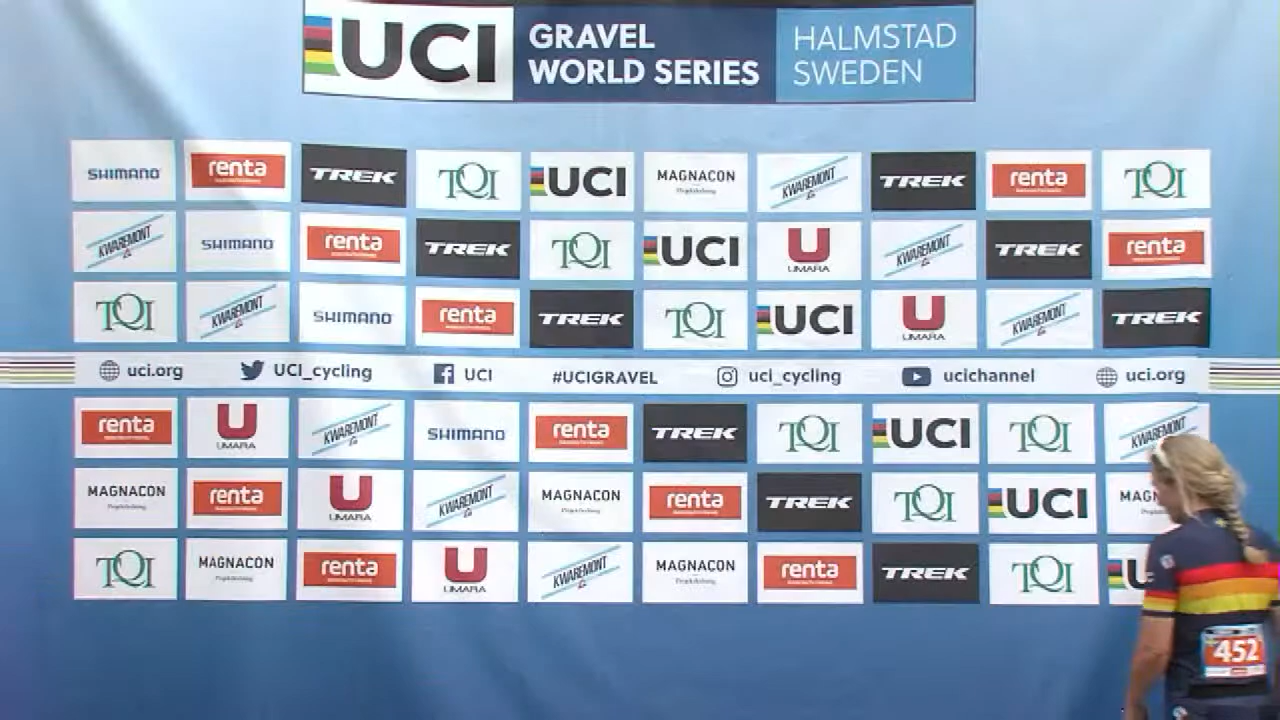 UCI GRAVEL WORLD SERIES HALMSTAD SWEDEN
SHIMANO renta TREK TQI UCI MAGNACON KWAREMONT TREK renta TQI
KWAREMONT SHIMANO renta TREK TQI UCI U UMARA KWAREMONT TREK renta
TQI KWAREMONT SHIMANO renta TREK TQI UCI U UMARA KWAREMONT TREK
uci.org UCI_cycling UCI #UCIGRAVEL uci_cycling ucichannel uci.org
renta U UMARA KWAREMONT SHIMANO renta TREK TQI UCI TQI KWAREMONT
MAGNACON renta U UMARA KWAREMONT MAGNACON renta TREK TQI UCI MAGN
TQI MAGNACON renta U UMARA KWAREMONT MAGNACON renta TREK TQI U
452